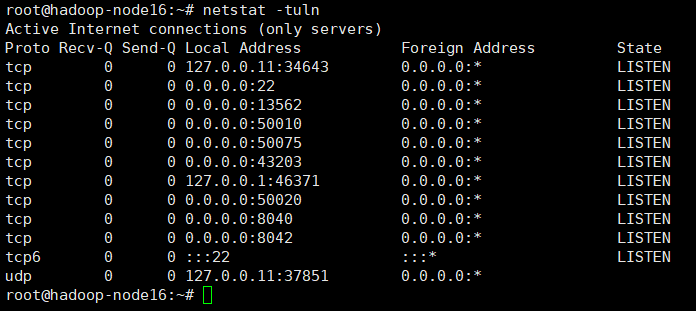 root@hadoop-node16:~# netstat -tuln
Active Internet connections (only servers)
Proto Recv-Q Send-Q Local Address           Foreign Address         State
tcp        0      0 127.0.0.11:34643        0.0.0.0:*               LISTEN
tcp        0      0 0.0.0.0:22              0.0.0.0:*               LISTEN
tcp        0      0 0.0.0.0:13562           0.0.0.0:*               LISTEN
tcp        0      0 0.0.0.0:50010           0.0.0.0:*               LISTEN
tcp        0      0 0.0.0.0:50075           0.0.0.0:*               LISTEN
tcp        0      0 0.0.0.0:43203           0.0.0.0:*               LISTEN
tcp        0      0 127.0.0.1:46371         0.0.0.0:*               LISTEN
tcp        0      0 0.0.0.0:50020           0.0.0.0:*               LISTEN
tcp        0      0 0.0.0.0:8040            0.0.0.0:*               LISTEN
tcp        0      0 0.0.0.0:8042            0.0.0.0:*               LISTEN
tcp6       0      0 :::22                   :::*                    LISTEN
udp        0      0 127.0.0.11:37851        0.0.0.0:*
root@hadoop-node16:~#